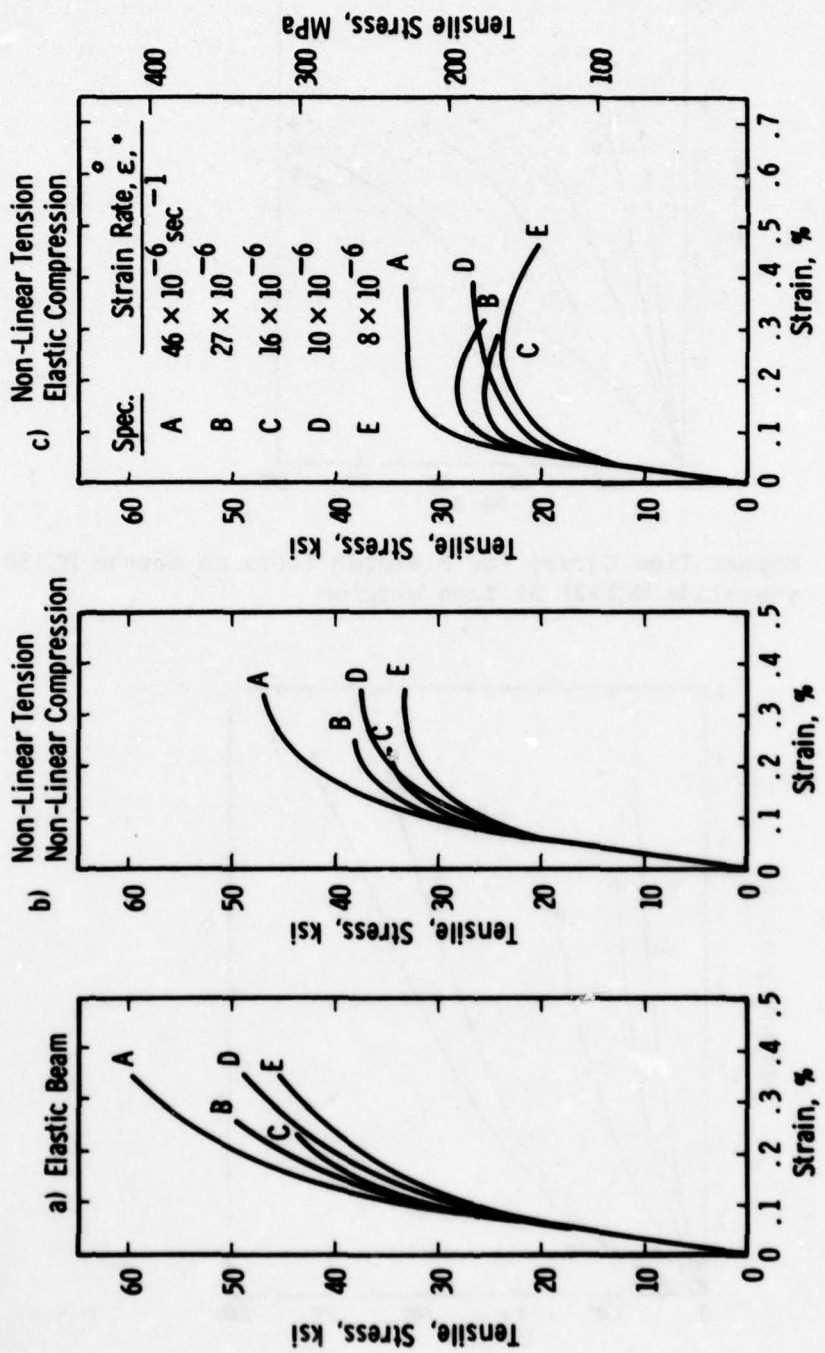 a) Elastic Beam
Tensile, Stress, ksi
60
50
40
30
20
10
0
0 .1 .2 .3 .4 .5
Strain, %
A
B
C
D
E
b) Non-Linear Tension
Non-Linear Compression
Tensile, Stress, ksi
60
50
40
30
20
10
0
0 .1 .2 .3 .4 .5
Strain, %
A
B
C
D
E
c) Non-Linear Tension
Elastic Compression
Spec. Strain Rate, ε̊,*
A 46 × 10⁻⁶ sec⁻¹
B 27 × 10⁻⁶
C 16 × 10⁻⁶
D 10 × 10⁻⁶
E 8 × 10⁻⁶
Tensile, Stress, ksi
60
50
40
30
20
10
0
0 .1 .2 .3 .4 .5 .6 .7
Strain, %
A
B
C
D
E
400
300
200
100
Tensile Stress, MPa